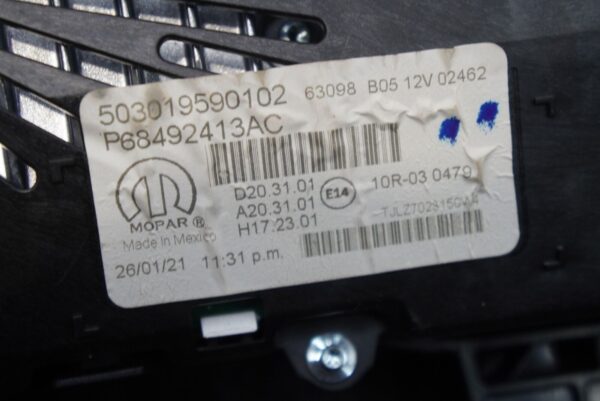 503019590102 63098 B05 12V 02462
P68492413AC
D20.31.01 E14 10R-03 0479
A20.31.01
H17:23.01
MOPAR ®
Made in Mexico
26/01/21 11:31 p.m.